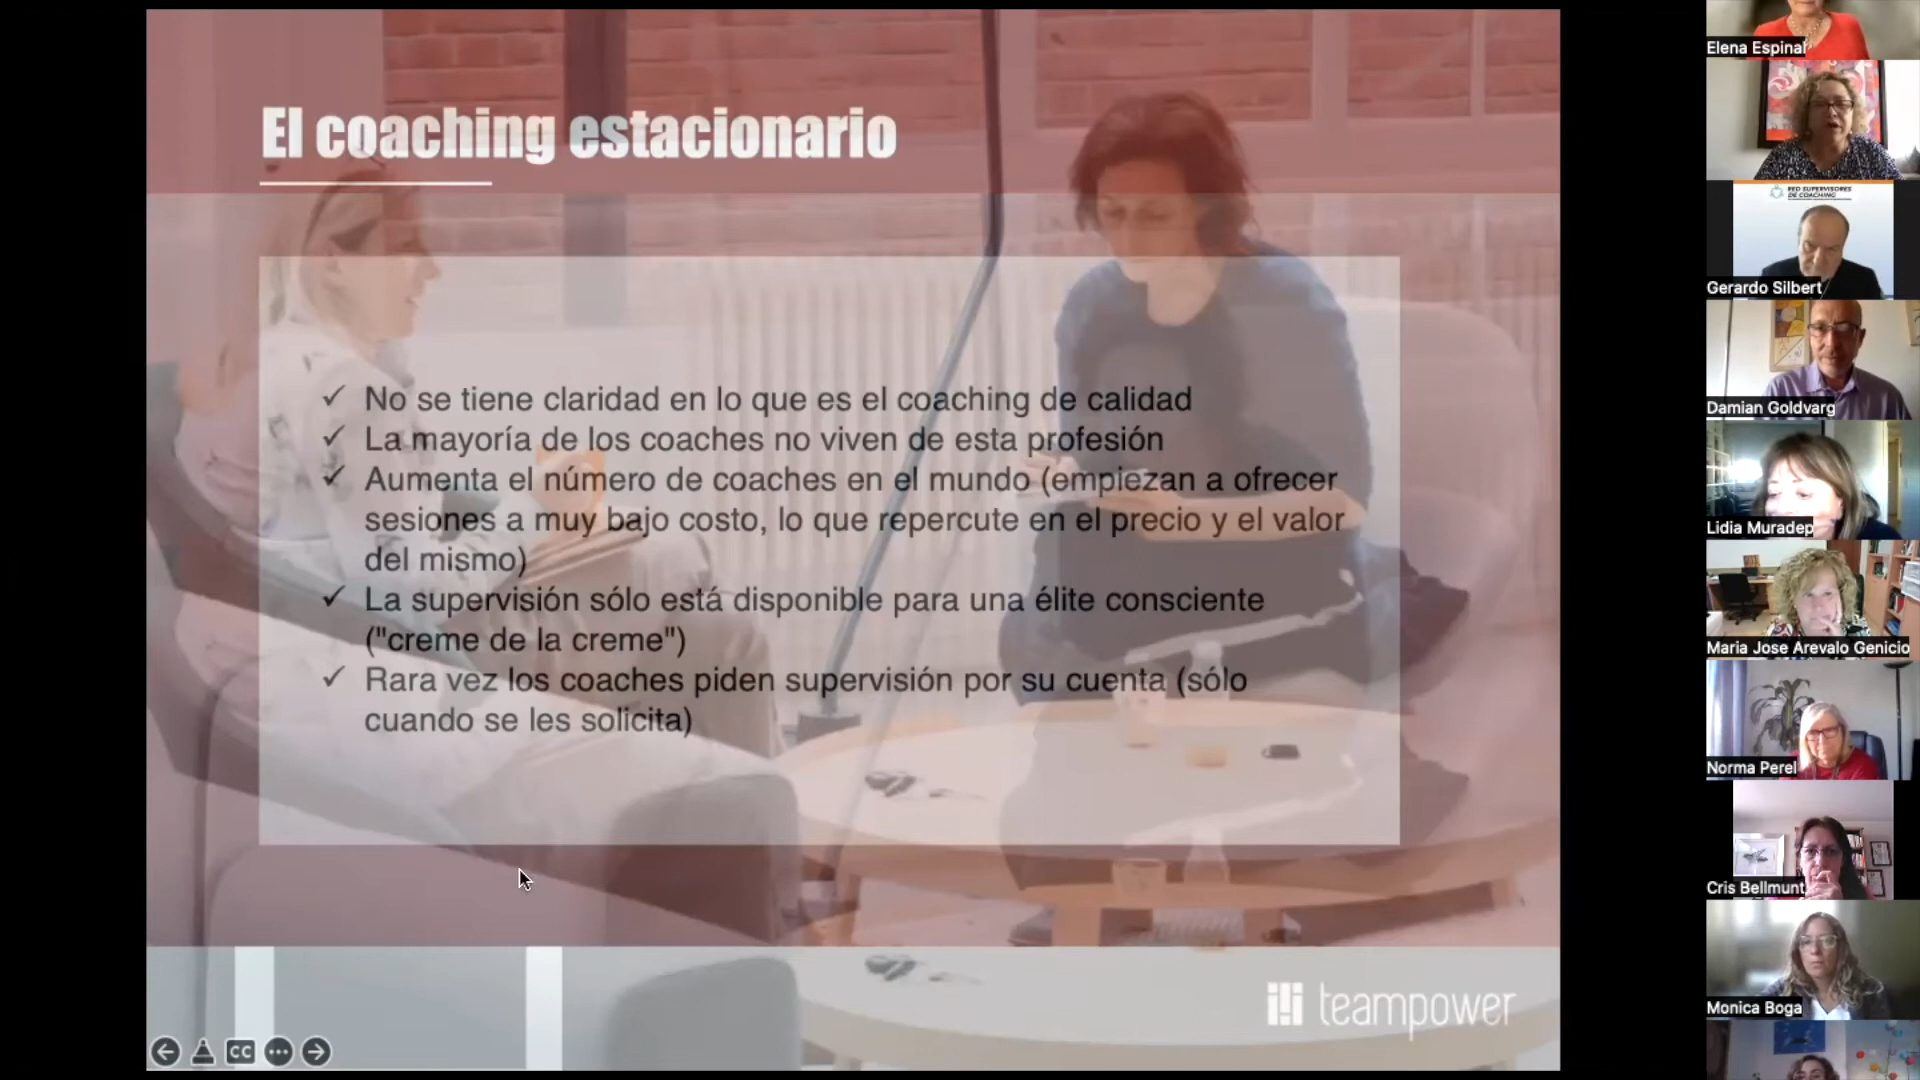 El coaching estacionario
✓ No se tiene claridad en lo que es el coaching de calidad
✓ La mayoría de los coaches no viven de esta profesión
✓ Aumenta el número de coaches en el mundo (empiezan a ofrecer
sesiones a muy bajo costo, lo que repercute en el precio y el valor
del mismo)
✓ La supervisión sólo está disponible para una élite consciente
("creme de la creme")
✓ Rara vez los coaches piden supervisión por su cuenta (sólo
cuando se les solicita)
teampower
CC
Elena Espinal
RED SUPERVISORES
DE COACHING
Gerardo Silbert
Damian Goldvarg
Lidia Muradep
Maria Jose Arevalo Genicio
Norma Perel
Cris Bellmunt
Monica Boga